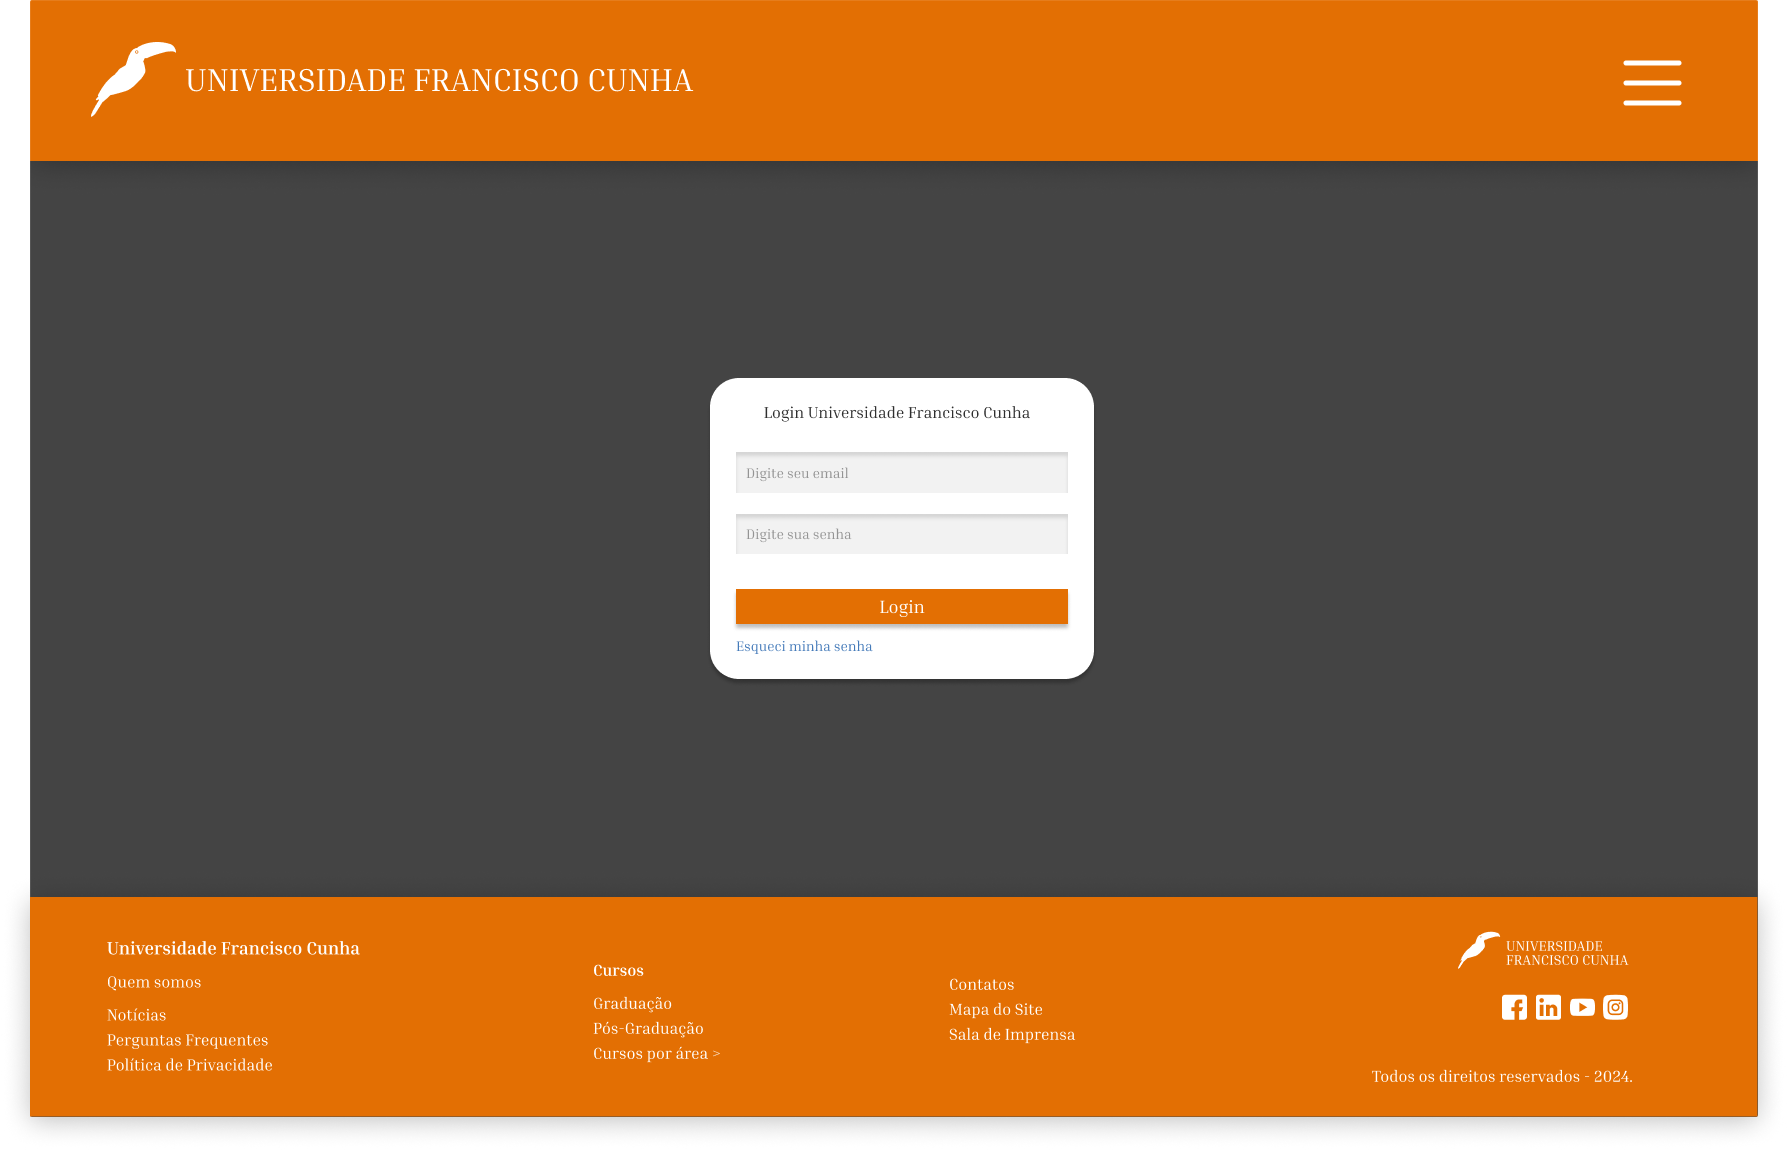 UNIVERSIDADE FRANCISCO CUNHA
Login Universidade Francisco Cunha
Digite seu email
Digite sua senha
Login
Esqueci minha senha
Universidade Francisco Cunha
Quem somos
Notícias
Perguntas Frequentes
Política de Privacidade
Cursos
Graduação
Pós-Graduação
Cursos por área >
Contatos
Mapa do Site
Sala de Imprensa
UNIVERSIDADE
FRANCISCO CUNHA
Todos os direitos reservados - 2024.